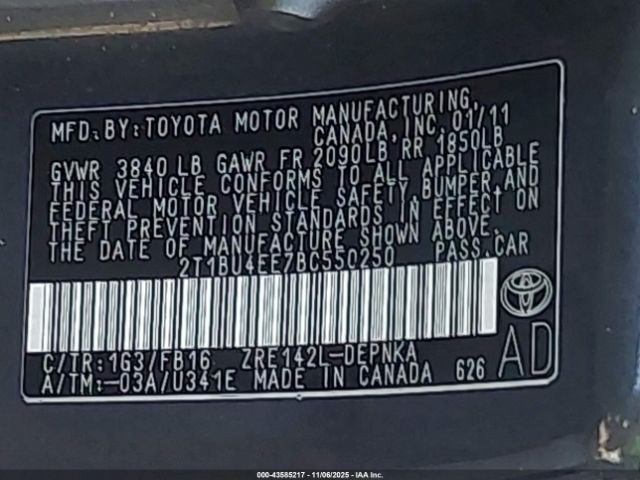 MFD. BY: TOYOTA MOTOR MANUFACTURING,
CANADA, INC. 01/11
GVWR 3840 LB GAWR FR 2090LB RR 1850LB
THIS VEHICLE CONFORMS TO ALL APPLICABLE
FEDERAL MOTOR VEHICLE SAFETY, BUMPER, AND
THEFT PREVENTION STANDARDS IN EFFECT ON
THE DATE OF MANUFACTURE SHOWN ABOVE.
2T1BU4EE7BC550250 PASS. CAR
C/TR: 1G3/FB16 ZRE142L-DEPNKA
A/TM: -03A/U341E MADE IN CANADA 626
AD
000-43585217 - 11/06/2025 - IAA Inc.